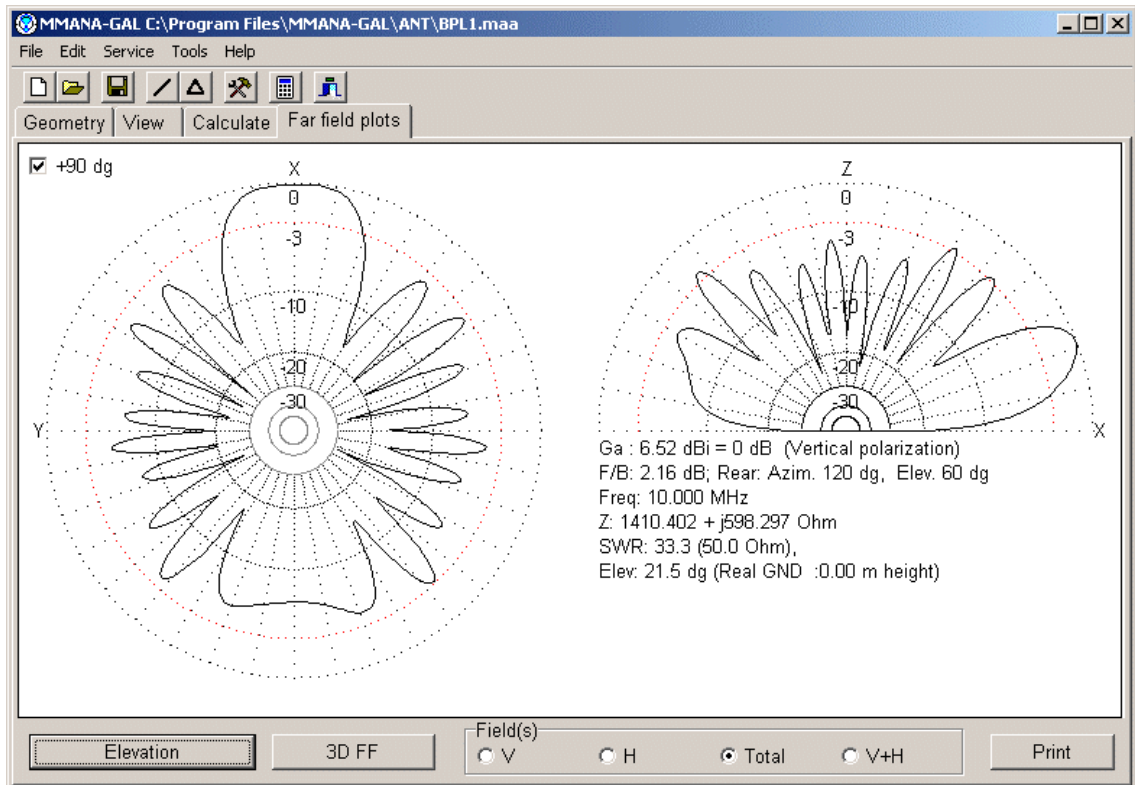 MMANA-GAL C:\Program Files\MMANA-GAL\ANT\BPL1.maa
File Edit Service Tools Help
Geometry View Calculate Far field plots
+90 dg
X
0
-3
-10
-20
-30
Y
Z
0
-3
-10
-20
-30
X
Ga : 6.52 dBi = 0 dB (Vertical polarization)
F/B: 2.16 dB; Rear: Azim. 120 dg, Elev. 60 dg
Freq: 10.000 MHz
Z: 1410.402 + j598.297 Ohm
SWR: 33.3 (50.0 Ohm),
Elev: 21.5 dg (Real GND :0.00 m height)
Elevation
3D FF
Field(s)
V H Total V+H
Print